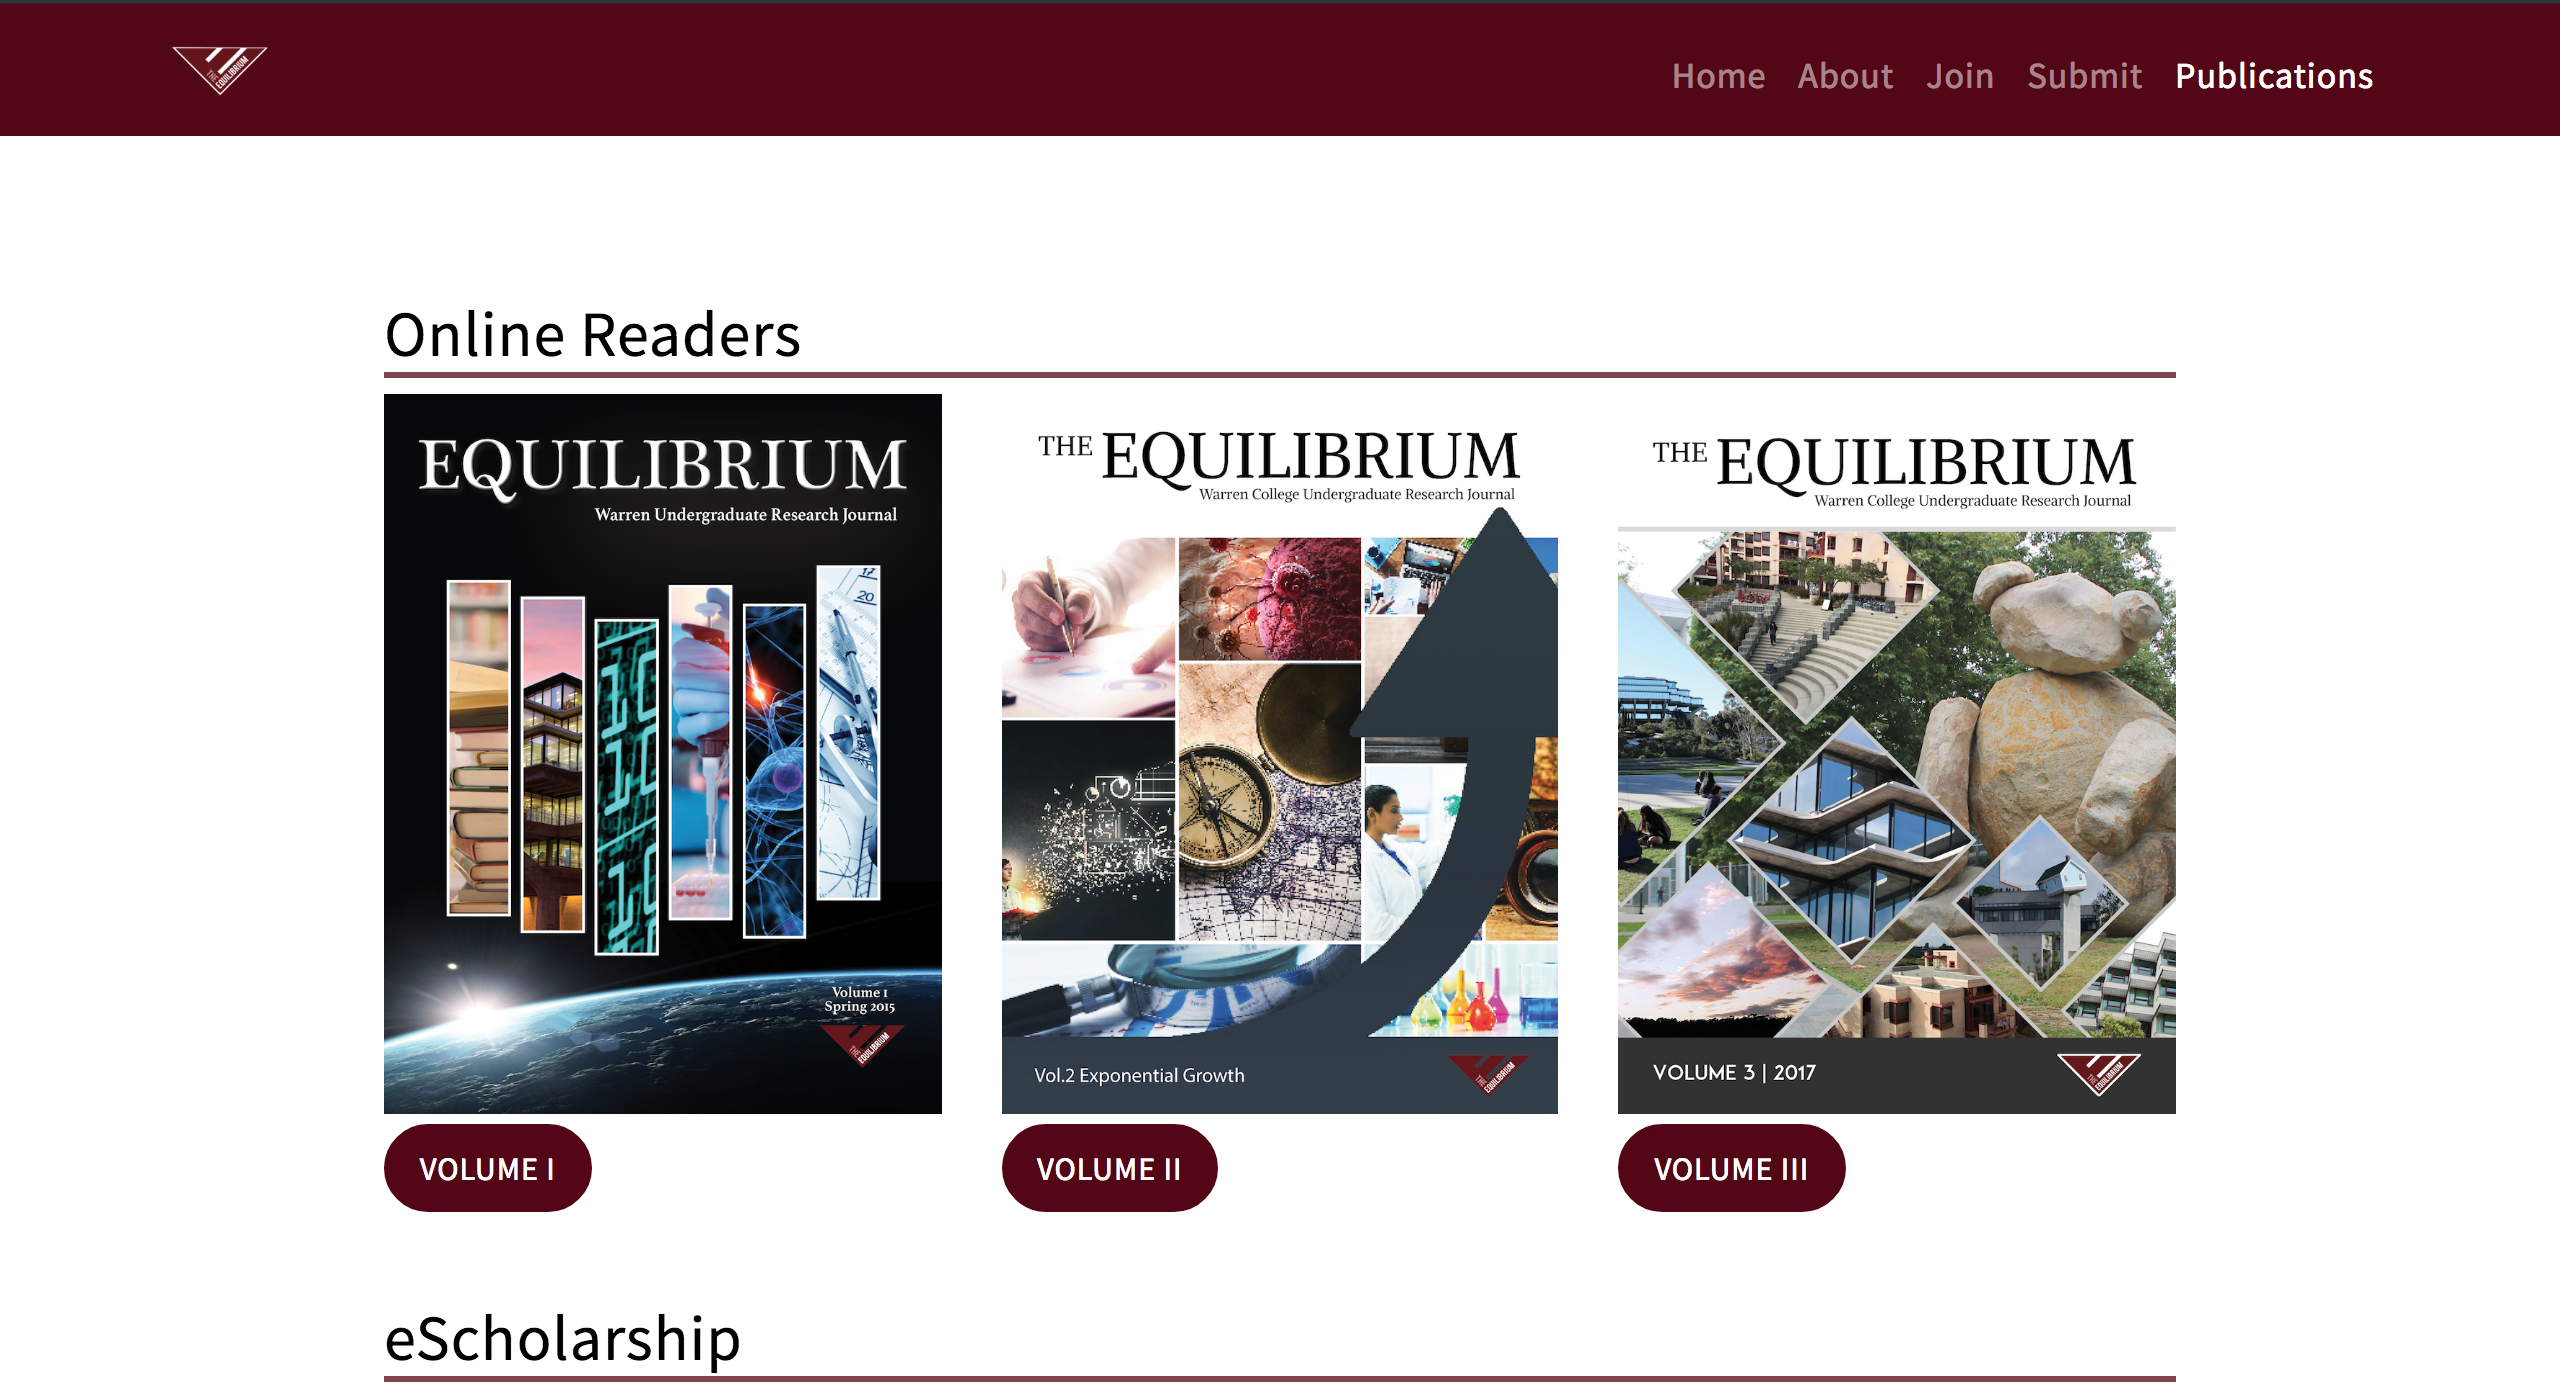 THE
EQUILIBRIUM
Home About Join Submit Publications
Online Readers
EQUILIBRIUM
Warren Undergraduate Research Journal
17
20
Volume 1
Spring 2015
THE
EQUILIBRIUM
VOLUME I
THE EQUILIBRIUM
Warren College Undergraduate Research Journal
Vol.2 Exponential Growth
THE
EQUILIBRIUM
VOLUME II
THE EQUILIBRIUM
Warren College Undergraduate Research Journal
VOLUME 3 | 2017
THE
EQUILIBRIUM
VOLUME III
eScholarship